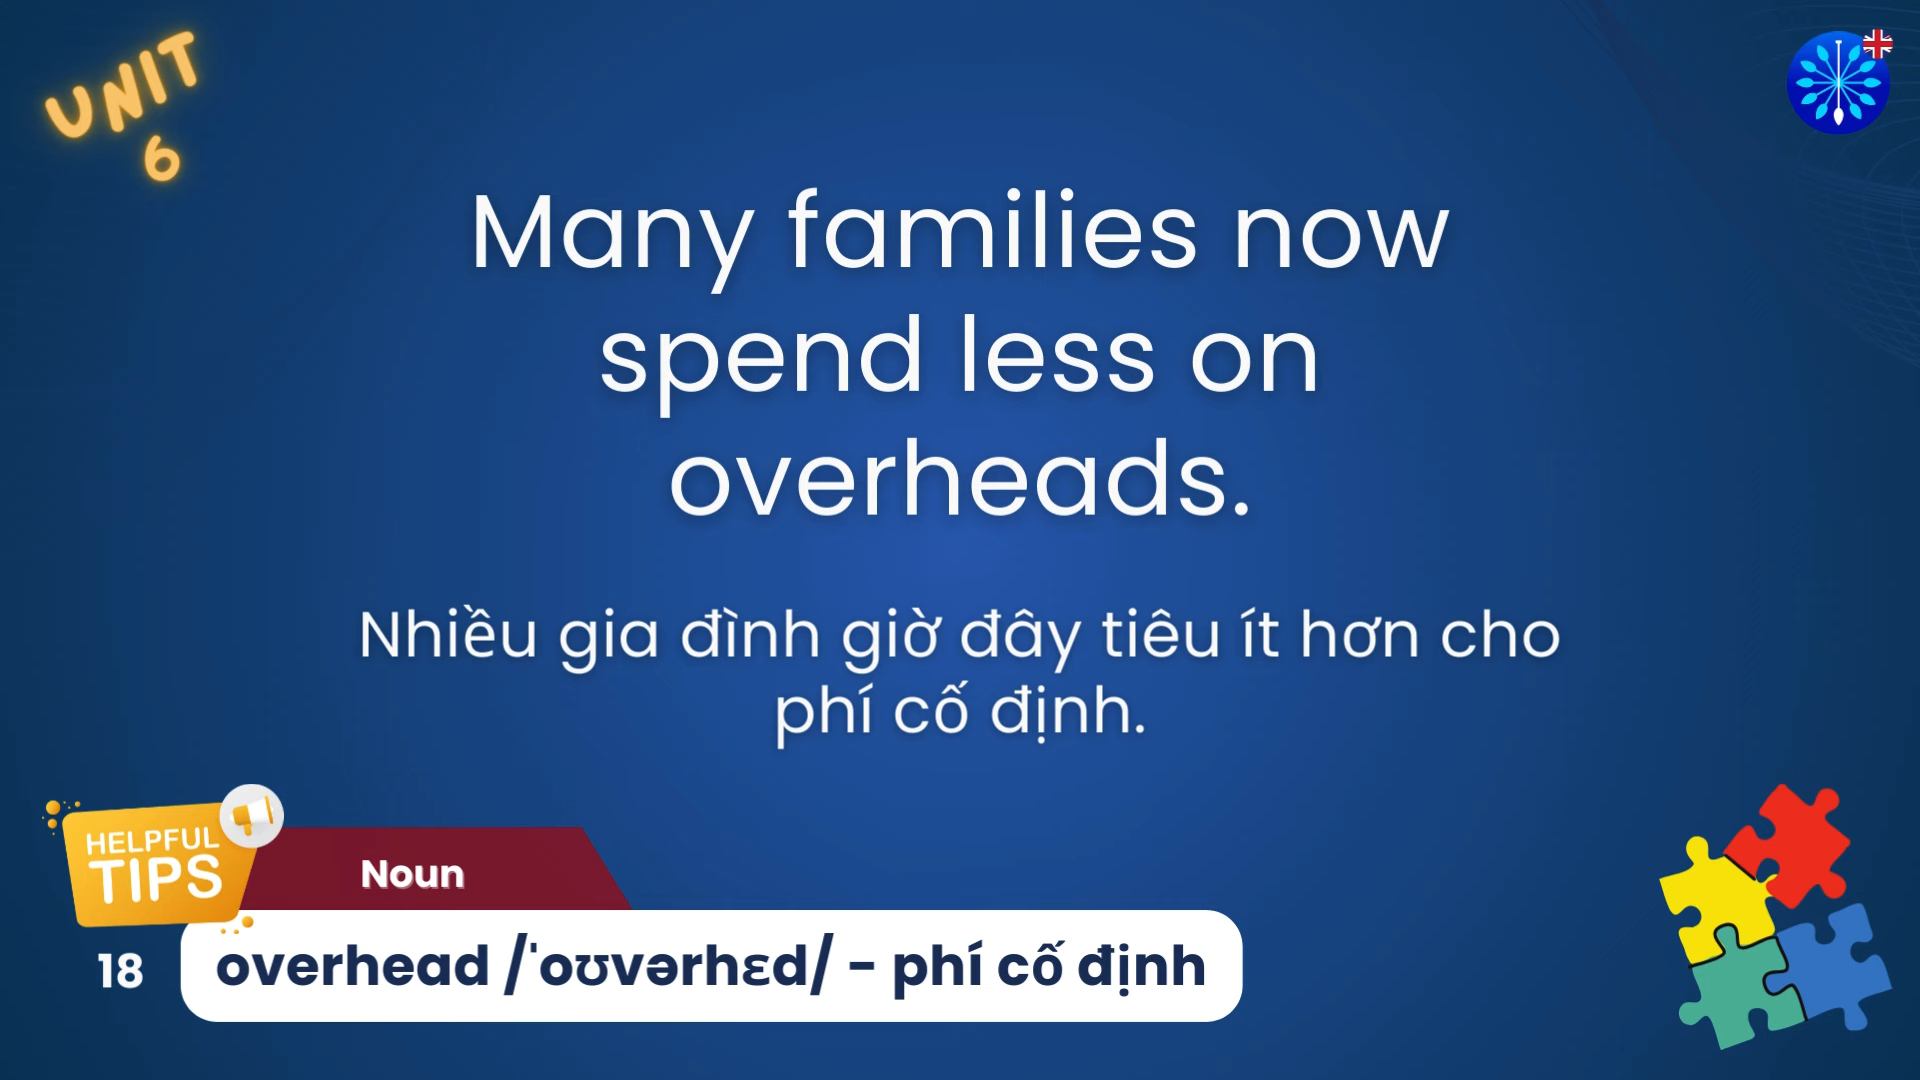 UNIT
6
Many families now
spend less on
overheads.
Nhiều gia đình giờ đây tiêu ít hơn cho
phí cố định.
HELPFUL
TIPS
Noun
18
overhead /ˈoʊvərhɛd/ - phí cố định